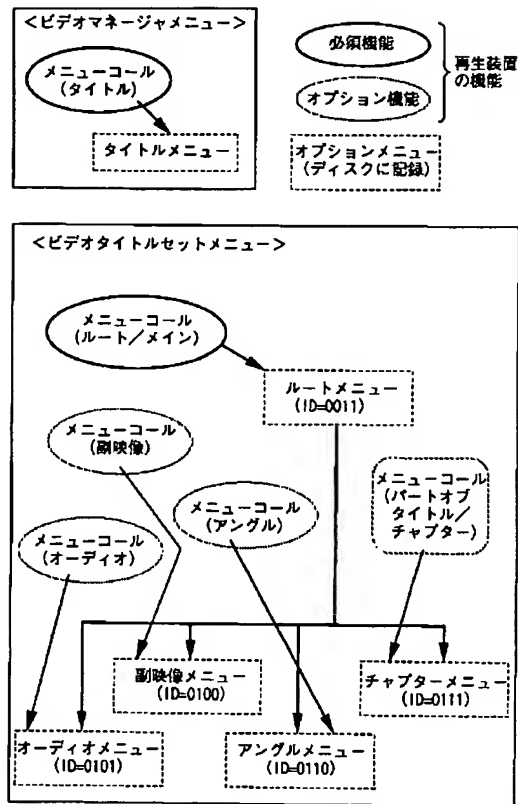 <ビデオマネージャメニュー>
メニューコール
(タイトル)
タイトルメニュー
必須機能
オプション機能
再生装置
の機能
オプションメニュー
(ディスクに記録)
<ビデオタイトルセットメニュー>
メニューコール
(ルート/メイン)
ルートメニュー
(ID=0011)
メニューコール
(副映像)
メニューコール
(アングル)
メニューコール
(パートオブ
タイトル/
チャプター)
メニューコール
(オーディオ)
副映像メニュー
(ID=0100)
チャプターメニュー
(ID=0111)
オーディオメニュー
(ID=0101)
アングルメニュー
(ID=0110)